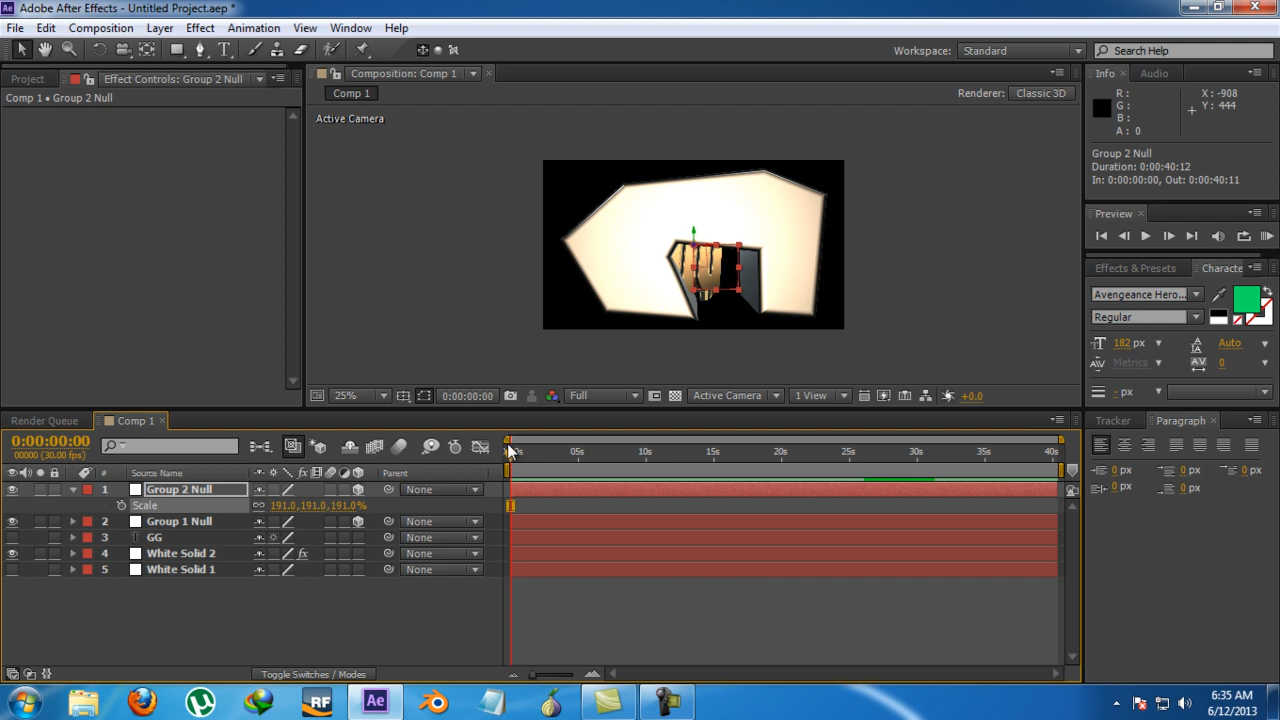 Ae Adobe After Effects - Untitled Project.aep *
File Edit Composition Layer Effect Animation View Window Help
Workspace: Standard Search Help
Project Effect Controls: Group 2 Null Composition: Comp 1 Info Audio
Comp 1 • Group 2 Null Comp 1 Renderer: Classic 3D
R : X : -908
G : Y : 444
B :
A : 0
Active Camera
Group 2 Null
Duration: 0:00:40:12
In: 0:00:00:00, Out: 0:00:40:11
Preview
Effects & Presets Characte
Avengeance Hero...
Regular
182 px Auto
Metrics 0
- px
25% 0:00:00:00 Full Active Camera 1 View +0.0
Render Queue Comp 1 Tracker Paragraph
0:00:00:00
00000 (30.00 fps)
05s 10s 15s 20s 25s 30s 35s 40s
# Source Name Parent
1 Group 2 Null None
Scale 191.0,191.0,191.0%
2 Group 1 Null None
3 T GG None
4 White Solid 2 fx None
5 White Solid 1 None
0 px 0 px 0 px
0 px 0 px
Toggle Switches / Modes
RF Ae
6:35 AM
6/12/2013